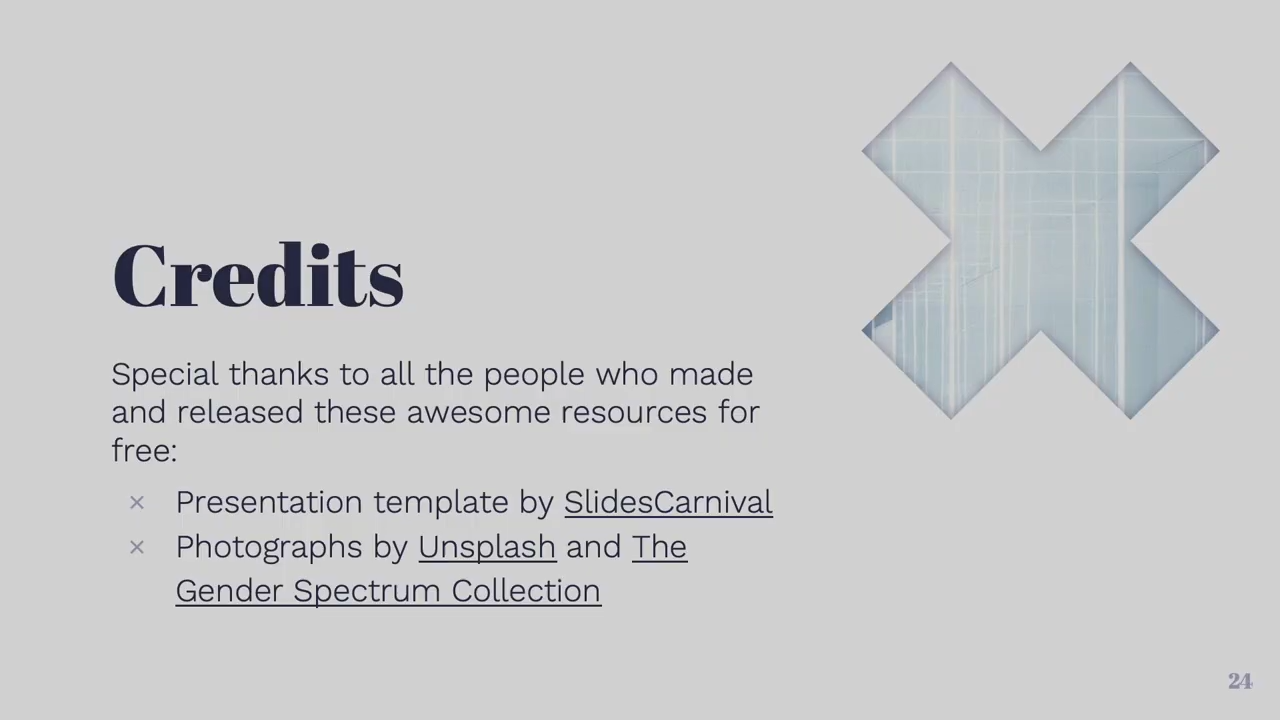 Credits
Special thanks to all the people who made
and released these awesome resources for
free:
× Presentation template by SlidesCarnival
× Photographs by Unsplash and The
Gender Spectrum Collection
24